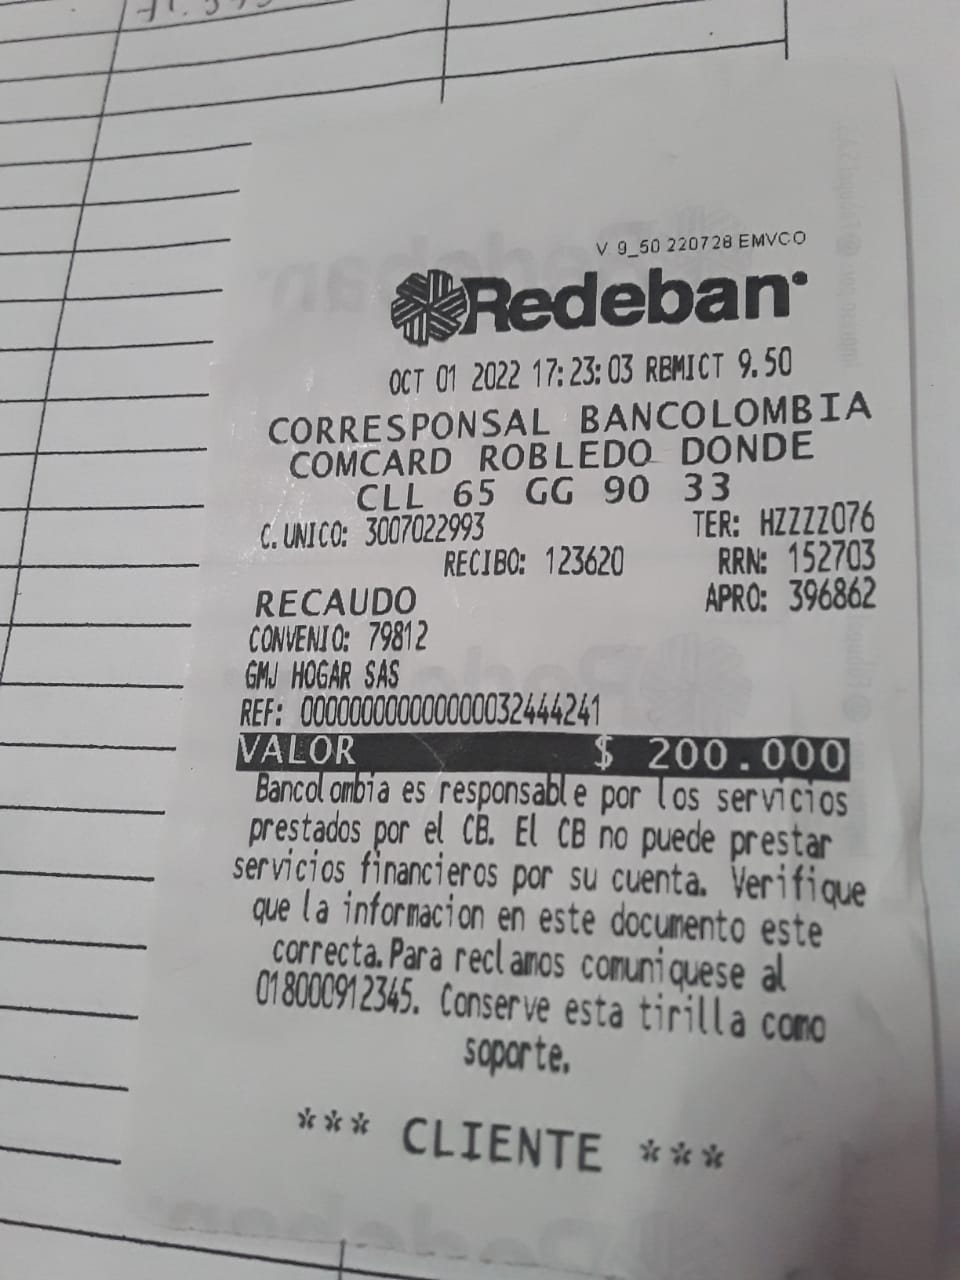 V 9_50 220728 EMVCO
Redeban
OCT 01 2022 17:23:03 RBMICT 9.50
CORRESPONSAL BANCOLOMBIA
COMCARD ROBLEDO DONDE
CLL 65 GG 90 33
C. UNICO: 3007022993 TER: HZZZZ076
RECIBO: 123620 RRN: 152703
RECAUDO APRO: 396862
CONVENIO: 79812
GMJ HOGAR SAS
REF: 000000000000000032444241
VALOR $ 200.000
Bancolombia es responsable por los servicios
prestados por el CB. El CB no puede prestar
servicios financieros por su cuenta. Verifique
que la informacion en este documento este
correcta. Para reclamos comuniquese al
018000912345. Conserve esta tirilla como
soporte.
*** CLIENTE ***